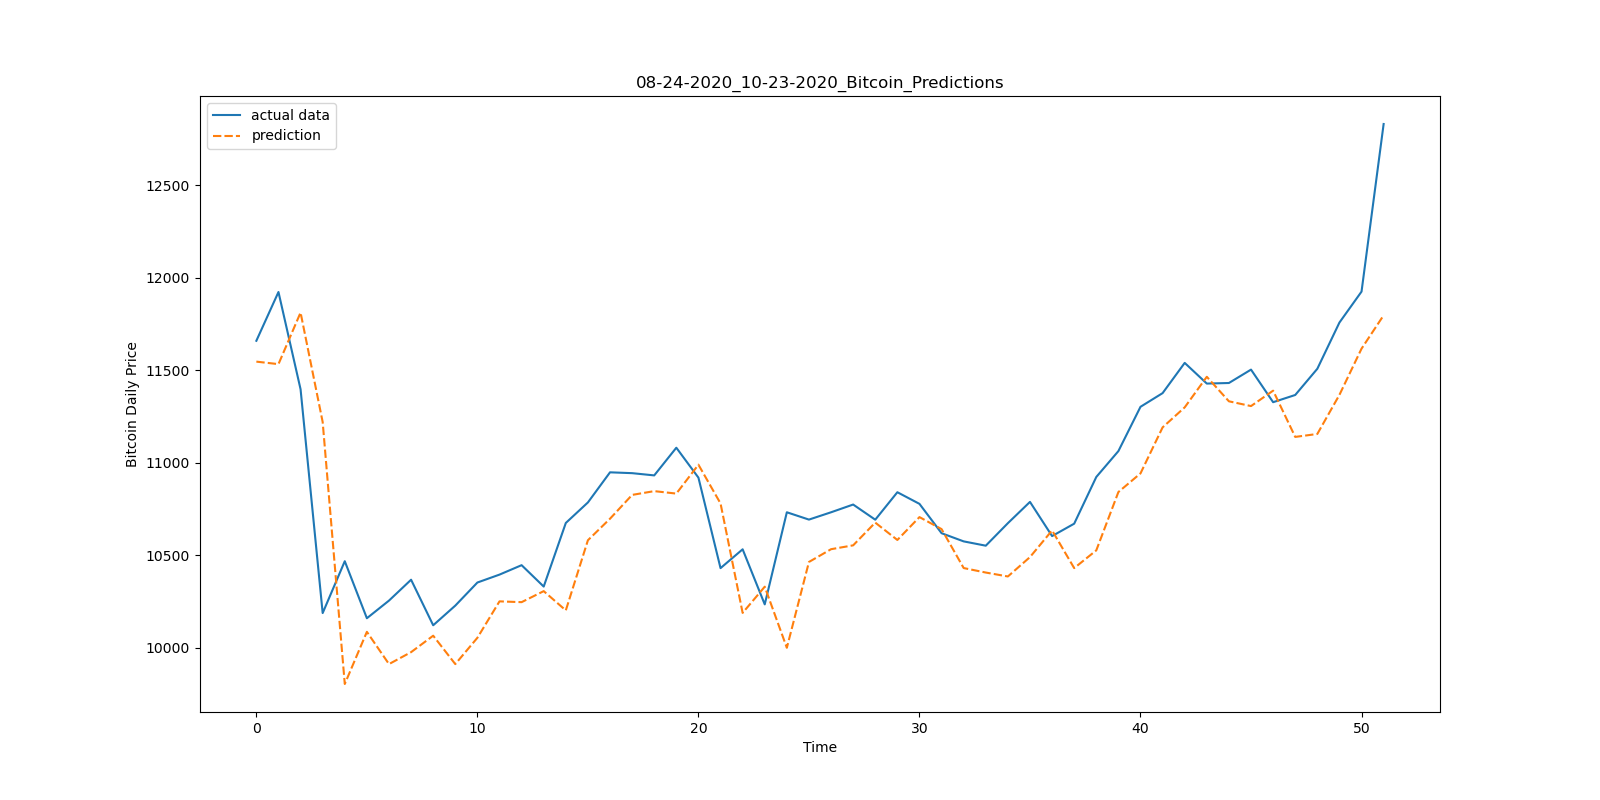 08-24-2020_10-23-2020_Bitcoin_Predictions
actual data
prediction
Bitcoin Daily Price
12500
12000
11500
11000
10500
10000
0 10 20 30 40 50
Time